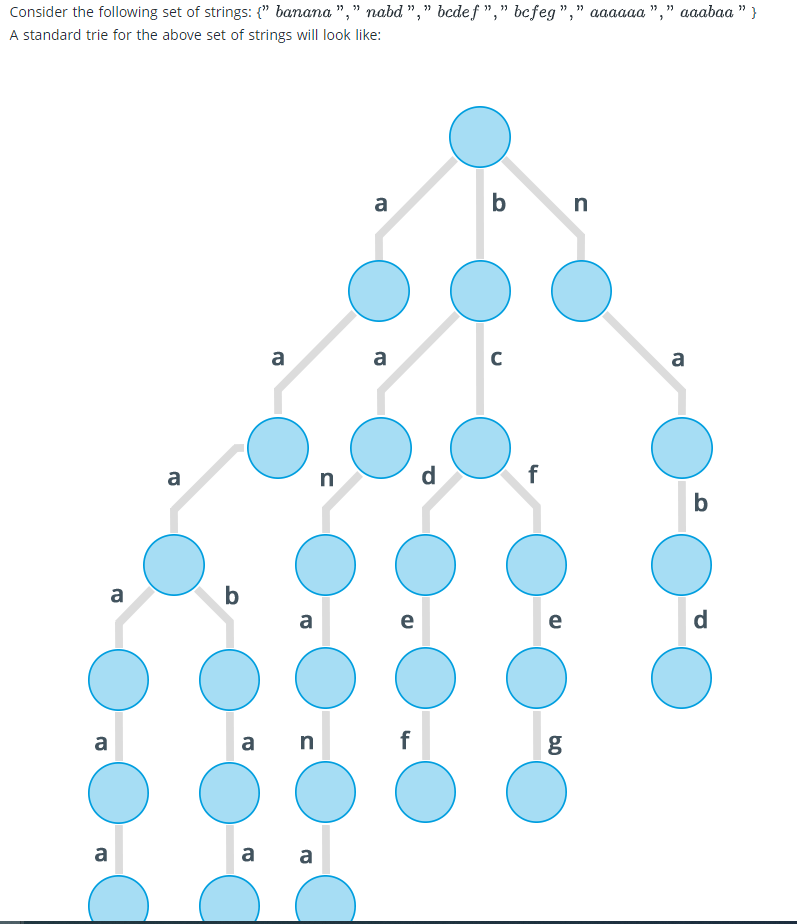 Consider the following set of strings: {” banana ”,” nabd ”,” bcdef ”,” bcfeg ”,” aaaaaa ”,” aaabaa ” }
A standard trie for the above set of strings will look like:
a b n
a a c a
a n d f b
a b a e e d
a a n f g
a a a